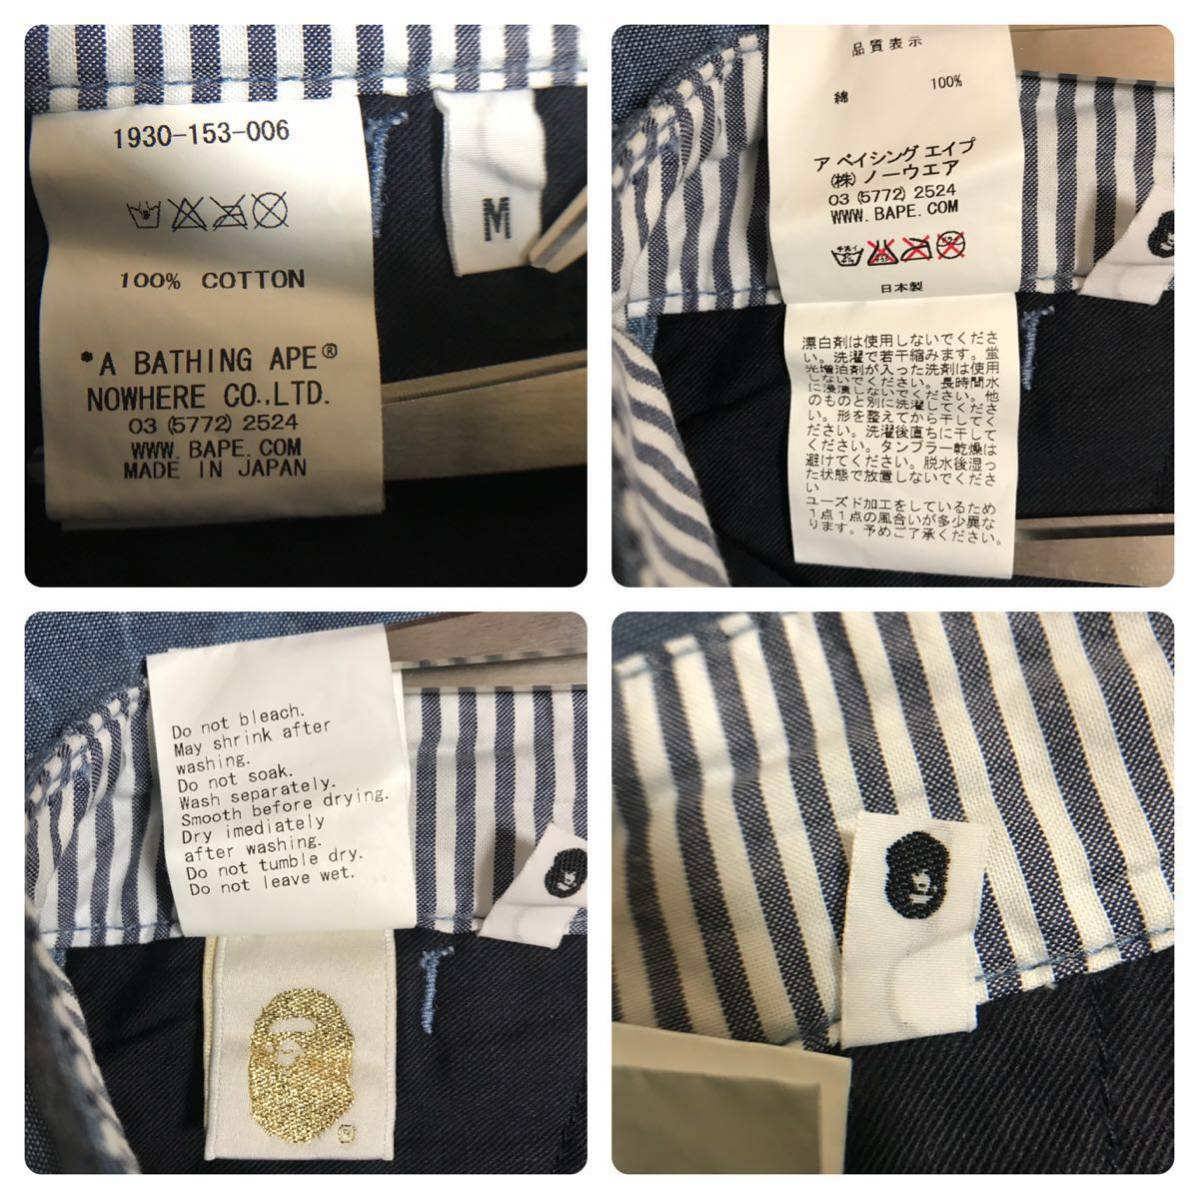 1930-153-006
100% COTTON
*A BATHING APE®
NOWHERE CO.,LTD.
03 (5772) 2524
WWW.BAPE.COM
MADE IN JAPAN
M
品質表示
綿 100%
ア ベイシング エイプ
(株) ノーウエア
03 (5772) 2524
WWW.BAPE.COM
日本製
漂白剤は使用しないでくださ
い。洗濯で若干縮みます。蛍
光増泊剤が入った洗剤は使用
しないでください。長時間水
に浸漬しないでください。他
のものと別に洗濯してくださ
い。形を整えてから干してく
ださい。洗濯後直ちに干して
ください。タンブラー乾燥は
避けてください。脱水後湿っ
た状態で放置しないでくださ
い
ユーズド加工をしているため
1点1点の風合いが多少異な
ります。予めご了承ください。
Do not bleach.
May shrink after
washing.
Do not soak.
Wash separately.
Smooth before drying.
Dry imediately
after washing.
Do not tumble dry.
Do not leave wet.
®